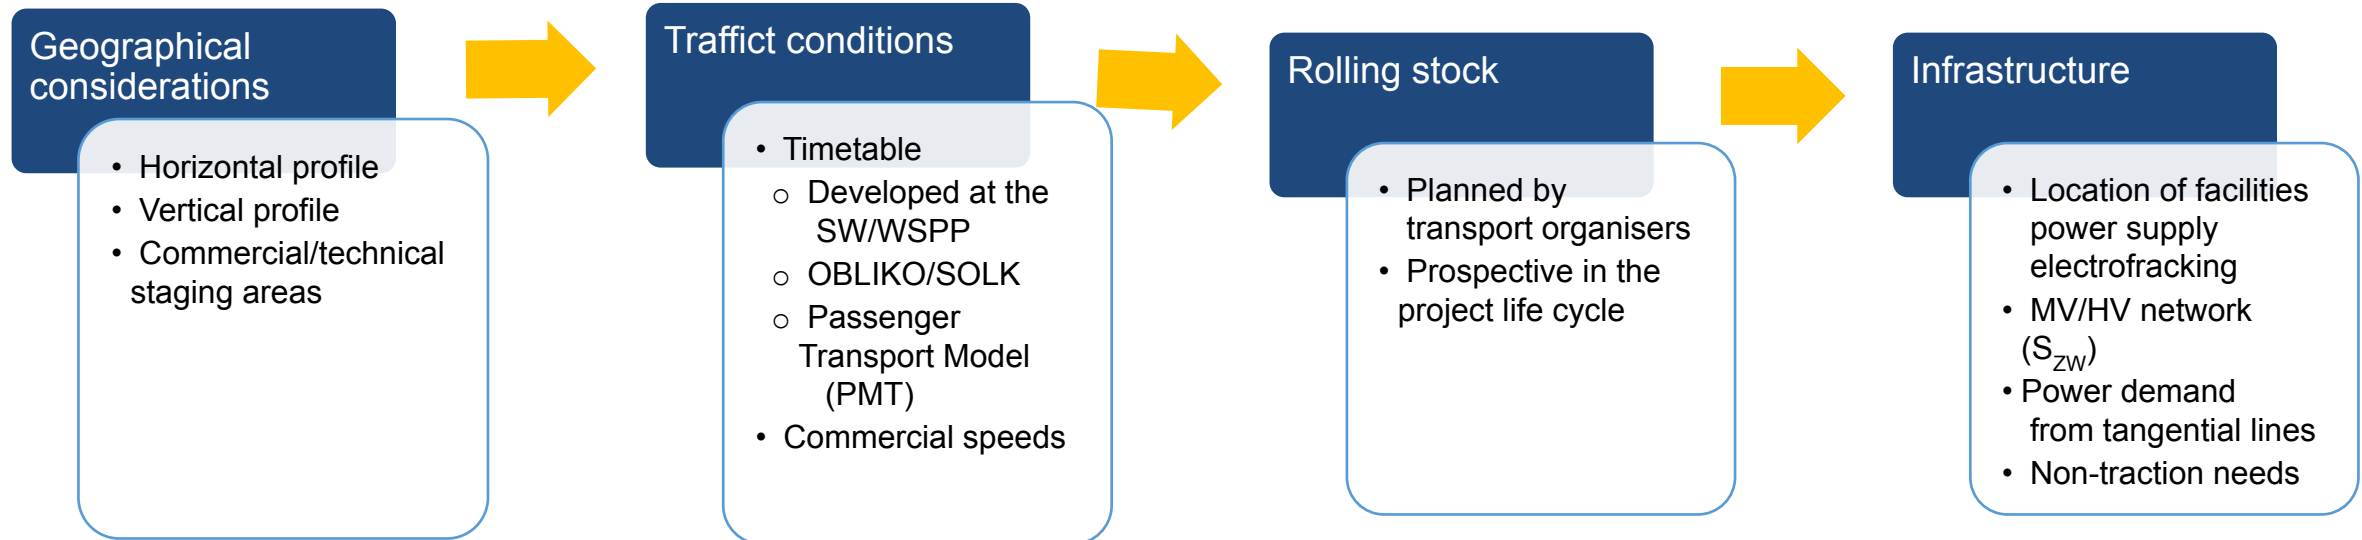 Geographical
considerations
• Horizontal profile
• Vertical profile
• Commercial/technical
staging areas
Traffict conditions
• Timetable
o Developed at the
SW/WSPP
o OBLIKO/SOLK
o Passenger
Transport Model
(PMT)
• Commercial speeds
Rolling stock
• Planned by
transport organisers
• Prospective in the
project life cycle
Infrastructure
• Location of facilities
power supply
electrofracking
• MV/HV network
(S_ZW)
• Power demand
from tangential lines
• Non-traction needs